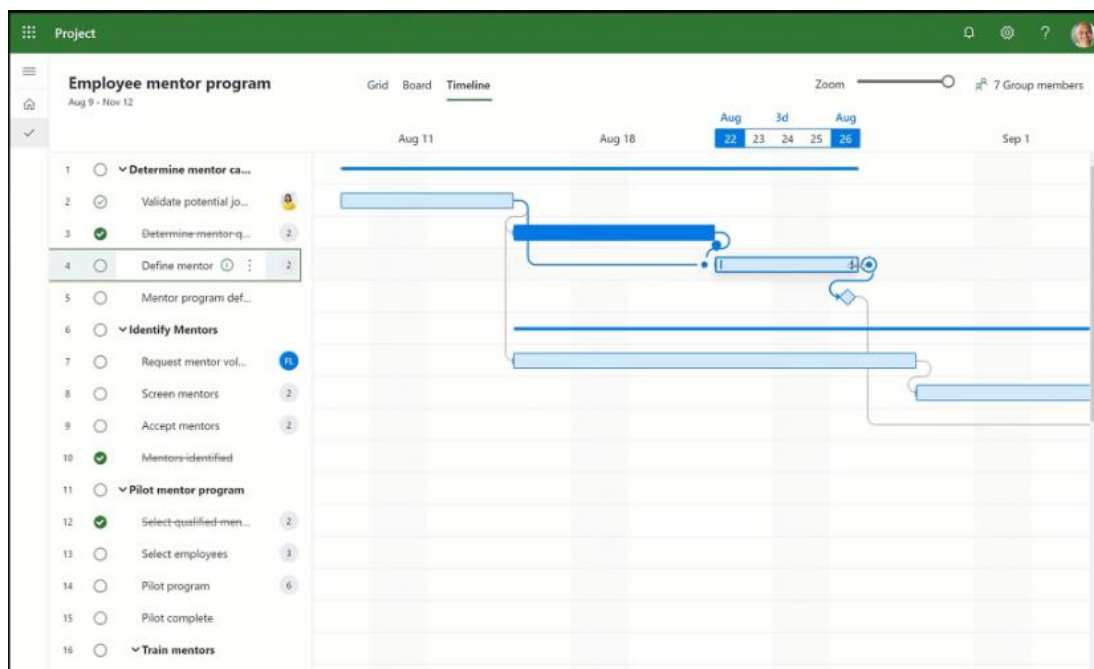 Project
?
Employee mentor program
Grid Board Timeline
Zoom
7 Group members
Aug 9 - Nov 12
Aug 3d Aug
Aug 11 Aug 18 22 23 24 25 26 Sep 1
1 Determine mentor ca...
2 Validate potential jo...
3 Determine mentor q... 2
4 Define mentor 2
5 Mentor program def...
6 Identify Mentors
7 Request mentor vol... FL
8 Screen mentors 2
9 Accept mentors 2
10 Mentors identified
11 Pilot mentor program
12 Select qualified men... 2
13 Select employees 3
14 Pilot program 6
15 Pilot complete
16 Train mentors